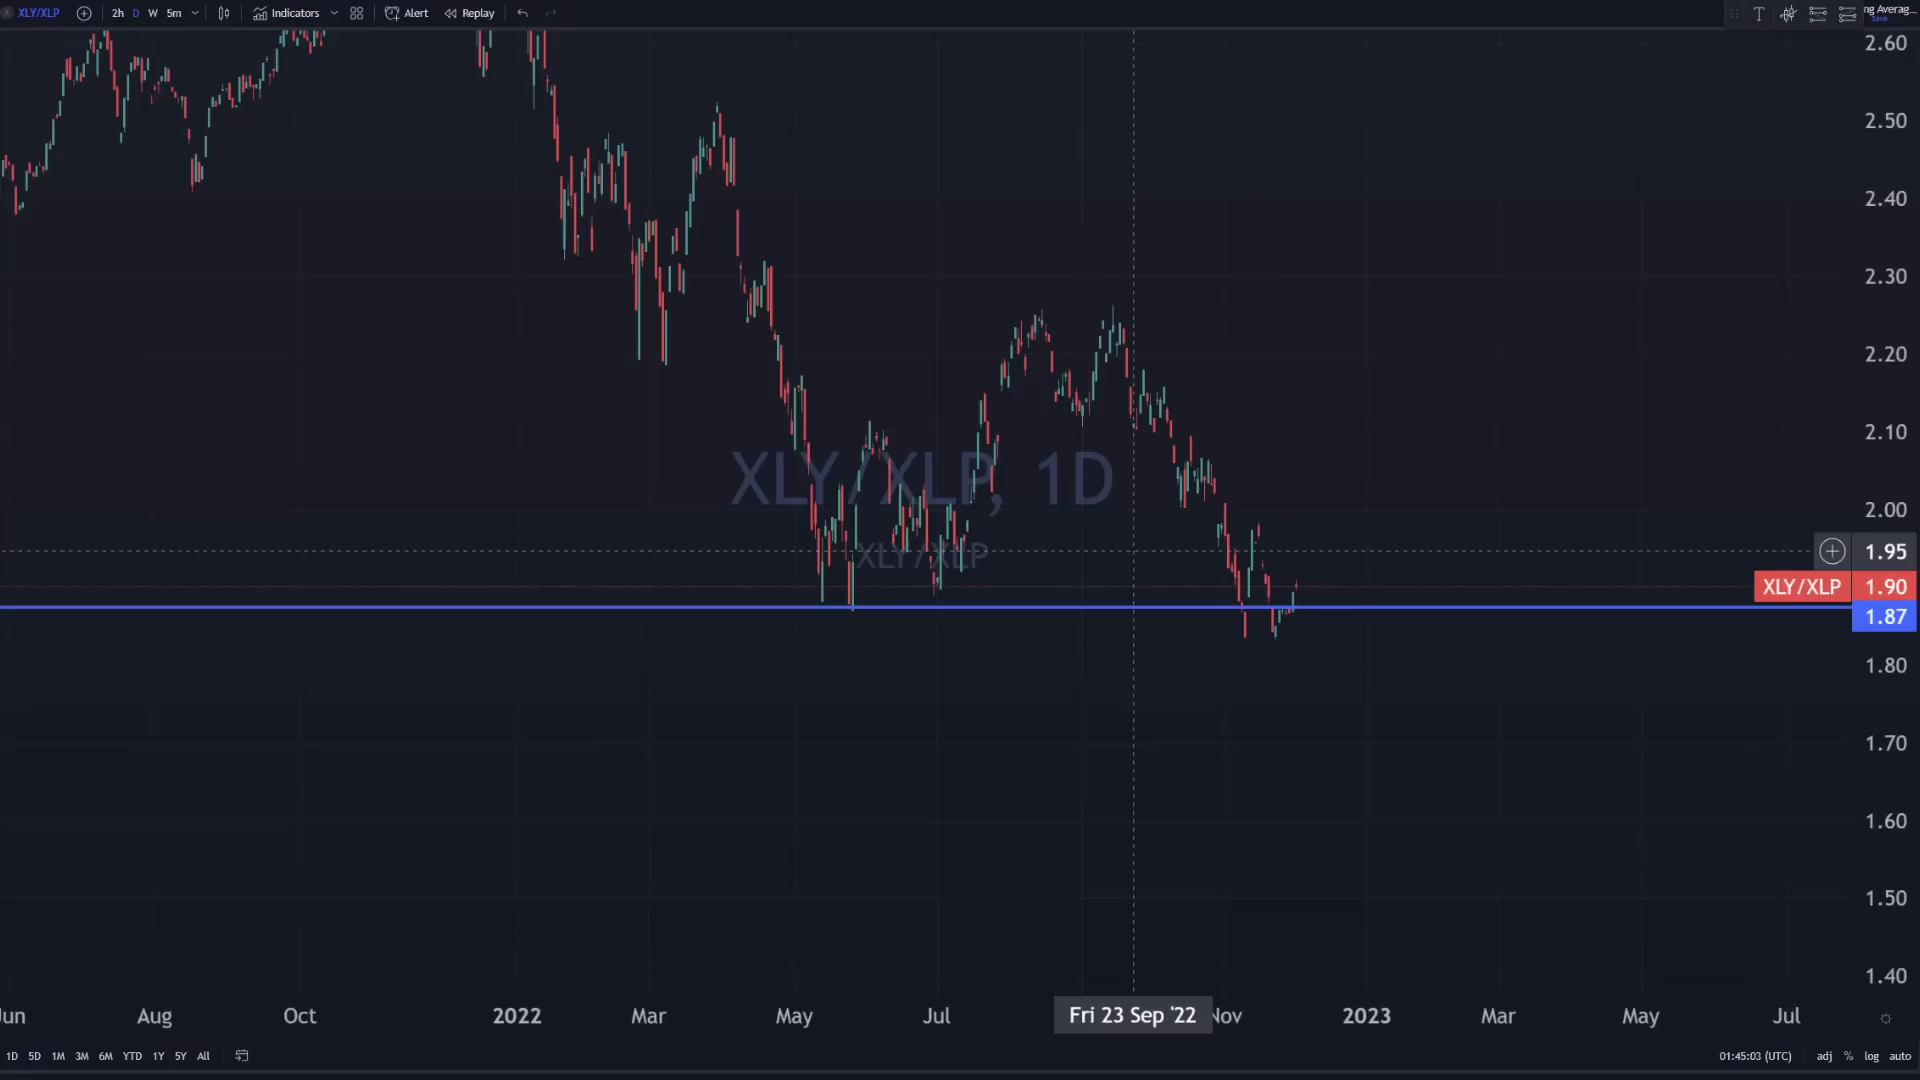 XLY/XLP 2h D W 5m Indicators Alert Replay
ng Averag...
Save
2.60
2.50
2.40
2.30
2.20
2.10
XLY/XLP, 1D
2.00
XLY/XLP
1.95
XLY/XLP 1.90
1.87
1.80
1.70
1.60
1.50
1.40
Jun Aug Oct 2022 Mar May Jul Fri 23 Sep '22 Nov 2023 Mar May Jul
1D 5D 1M 3M 6M YTD 1Y 5Y All 01:45:03 (UTC) adj % log auto